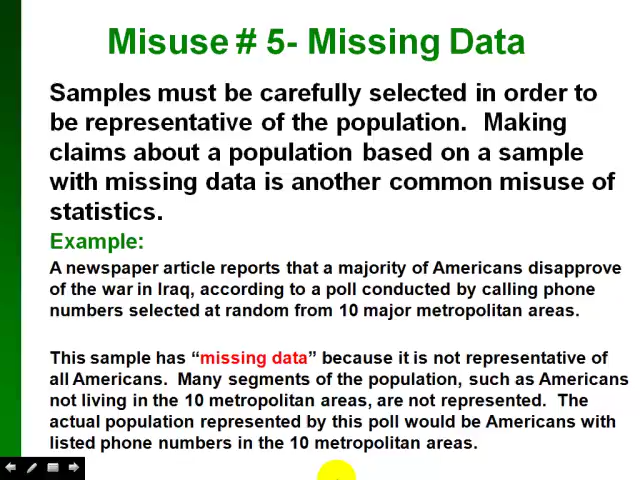 Misuse # 5- Missing Data
Samples must be carefully selected in order to
be representative of the population.  Making
claims about a population based on a sample
with missing data is another common misuse of
statistics.
Example:
A newspaper article reports that a majority of Americans disapprove
of the war in Iraq, according to a poll conducted by calling phone
numbers selected at random from 10 major metropolitan areas.
This sample has “missing data” because it is not representative of
all Americans.  Many segments of the population, such as Americans
not living in the 10 metropolitan areas, are not represented.  The
actual population represented by this poll would be Americans with
listed phone numbers in the 10 metropolitan areas.